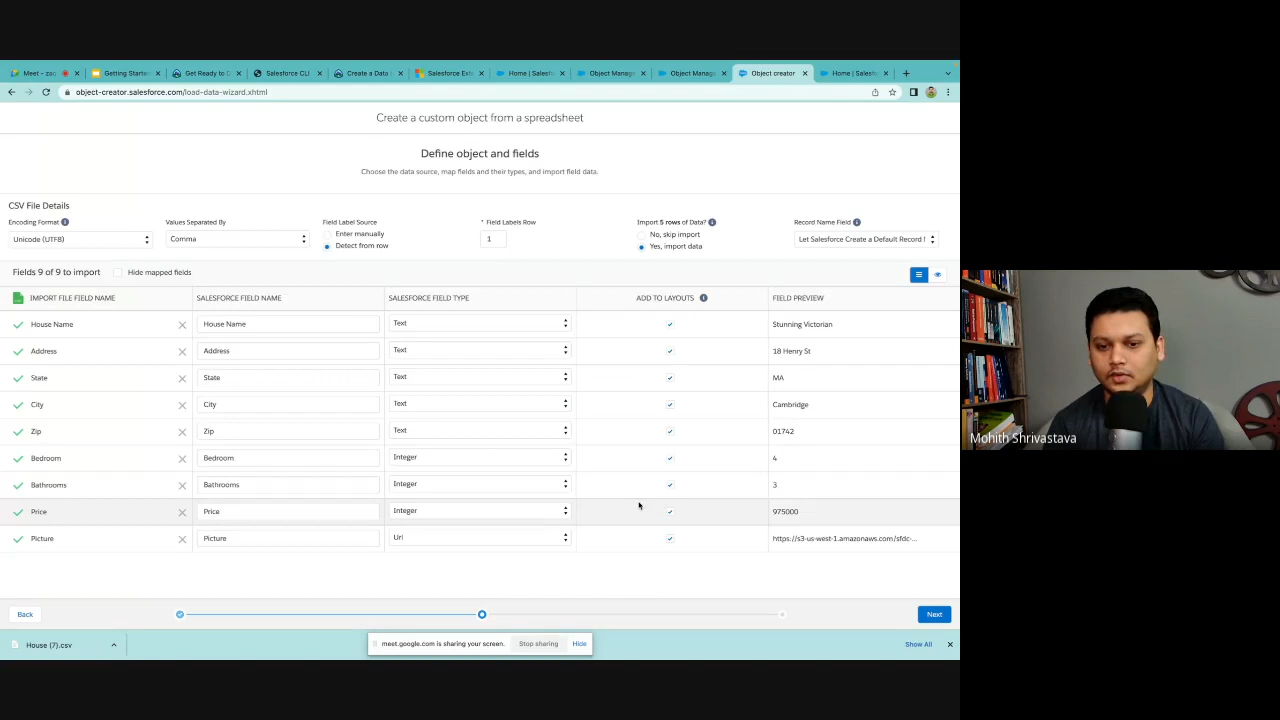 Meet – zaq
Getting Starte
Get Ready to D
Salesforce CLI
Create a Data
Salesforce Ext
Home | Salesf
Object Manage
Object Manage
Object creator
Home | Salesfo
object-creator.salesforce.com/load-data-wizard.xhtml
Create a custom object from a spreadsheet
Define object and fields
Choose the data source, map fields and their types, and import field data.
CSV File Details
Encoding Format
Values Separated By
Field Label Source
* Field Labels Row
Import 5 rows of Data?
Record Name Field
Unicode (UTF8)
Comma
Enter manually
Detect from row
1
No, skip import
Yes, import data
Let Salesforce Create a Default Record
Fields 9 of 9 to import
Hide mapped fields
IMPORT FILE FIELD NAME SALESFORCE FIELD NAME SALESFORCE FIELD TYPE ADD TO LAYOUTS FIELD PREVIEW
House Name House Name Text Stunning Victorian
Address Address Text 18 Henry St
State State Text MA
City City Text Cambridge
Zip Zip Text 01742
Bedroom Bedroom Integer 4
Bathrooms Bathrooms Integer 3
Price Price Integer 975000
Picture Picture Url https://s3-us-west-1.amazonaws.com/sfdc-...
Mohith Shrivastava
Back
Next
House (7).csv
meet.google.com is sharing your screen.
Stop sharing
Hide
Show All